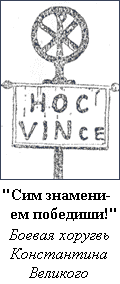 HOC
VINCE
"Сим знамени-
ем победиши!"
Боевая хоругвь
Константина
Великого